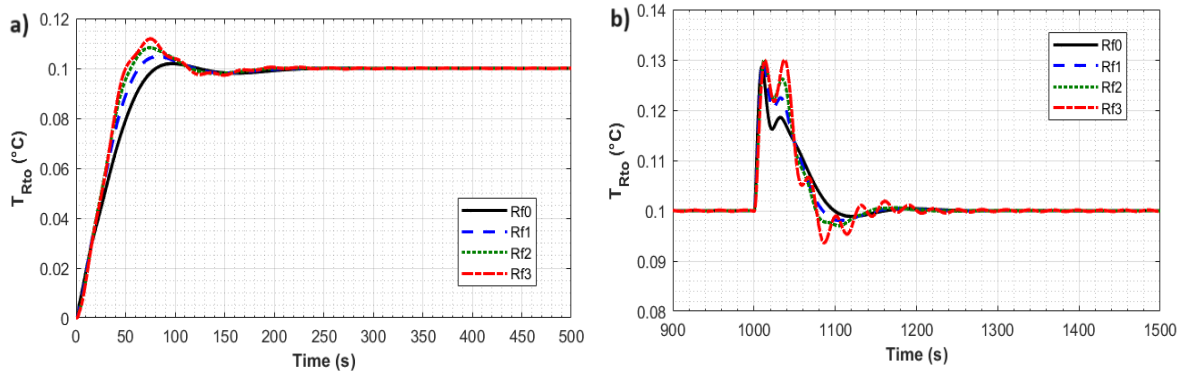 a)
T_Rto (°C)
0.12
0.1
0.08
0.06
0.04
0.02
0
Rf0
Rf1
Rf2
Rf3
0 50 100 150 200 250 300 350 400 450 500
Time (s)
b)
T_Rto (°C)
0.14
0.13
0.12
0.11
0.1
0.09
0.08
Rf0
Rf1
Rf2
Rf3
900 1000 1100 1200 1300 1400 1500
Time (s)